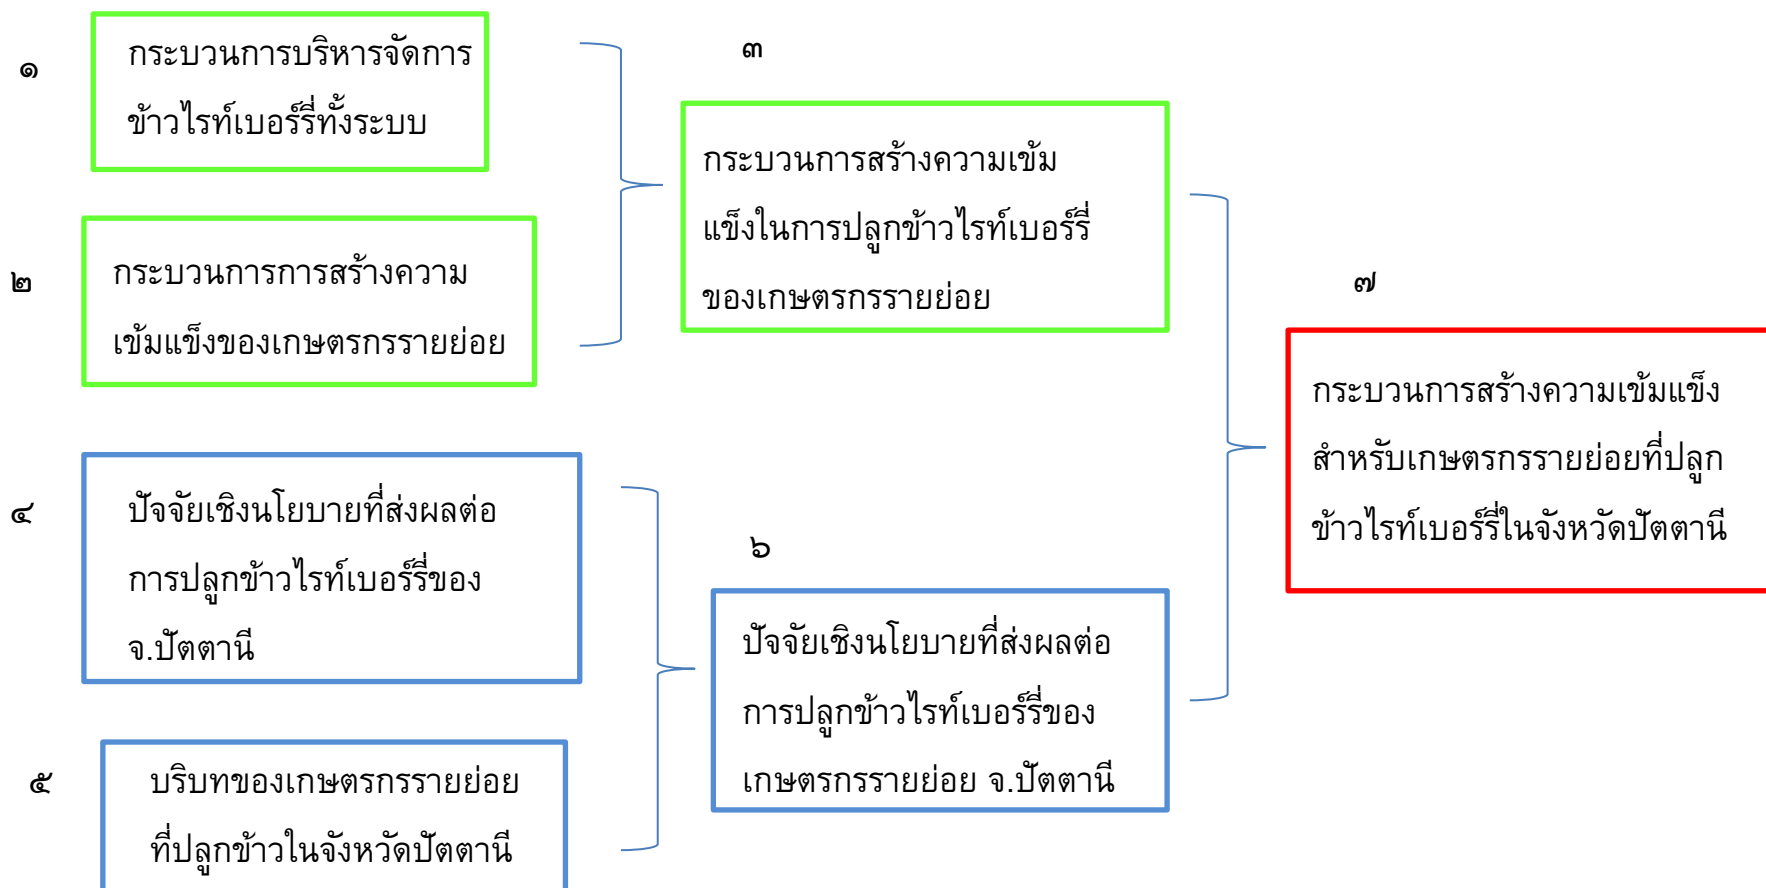 ๑
กระบวนการบริหารจัดการ
ข้าวไรท์เบอร์รี่ทั้งระบบ
๒
กระบวนการการสร้างความ
เข้มแข็งของเกษตรกรรายย่อย
๓
กระบวนการสร้างความเข้ม
แข็งในการปลูกข้าวไรท์เบอร์รี่
ของเกษตรกรรายย่อย
๔
ปัจจัยเชิงนโยบายที่ส่งผลต่อ
การปลูกข้าวไรท์เบอร์รี่ของ
จ.ปัตตานี
๕
บริบทของเกษตรกรรายย่อย
ที่ปลูกข้าวในจังหวัดปัตตานี
๖
ปัจจัยเชิงนโยบายที่ส่งผลต่อ
การปลูกข้าวไรท์เบอร์รี่ของ
เกษตรกรรายย่อย จ.ปัตตานี
๗
กระบวนการสร้างความเข้มแข็ง
สำหรับเกษตรกรรายย่อยที่ปลูก
ข้าวไรท์เบอร์รี่ในจังหวัดปัตตานี